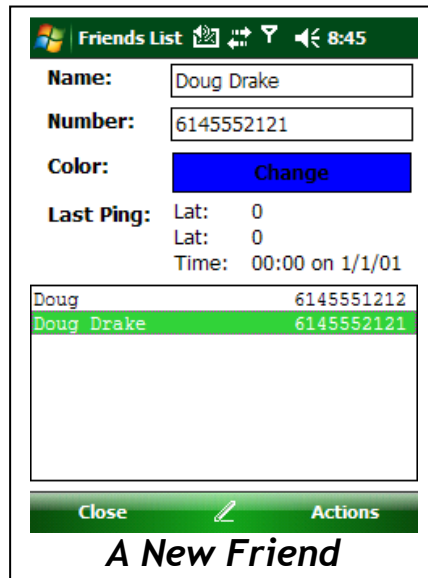 Friends List 8:45
Name: Doug Drake
Number: 6145552121
Color: Change
Last Ping: Lat: 0
Lat: 0
Time: 00:00 on 1/1/01
Doug 6145551212
Doug Drake 6145552121
Close Actions
A New Friend